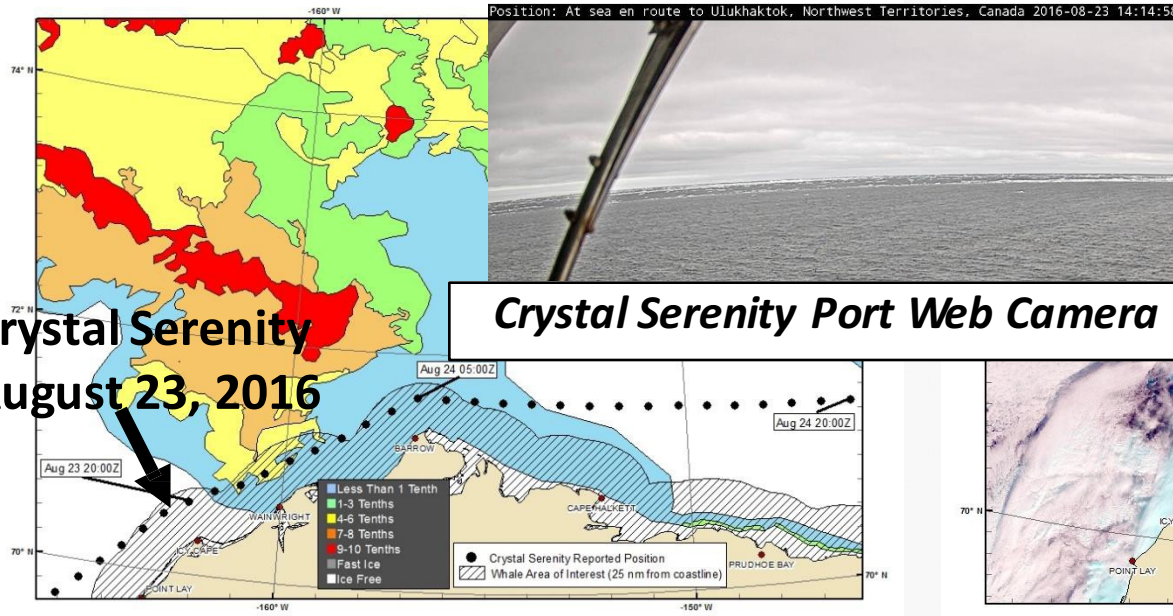 -160° W
Position: At sea en route to Ulukhaktok, Northwest Territories, Canada 2016-08-23 14:14:58
74° N
72° N
rystal Serenity
ugust 23, 2016
Crystal Serenity Port Web Camera
Aug 24 05:00Z
Aug 24 20:00Z
Aug 23 20:00Z
BARROW
WAINWRIGHT
CAPE HALKETT
ICY CAPE
POINT LAY
PRUDHOE BAY
Less Than 1 Tenth
1-3 Tenths
4-6 Tenths
7-8 Tenths
9-10 Tenths
Fast Ice
Ice Free
Crystal Serenity Reported Position
Whale Area of Interest (25 nm from coastline)
70° N
70° N
-160° W
-150° W
70° N
ICY
POINT LAY